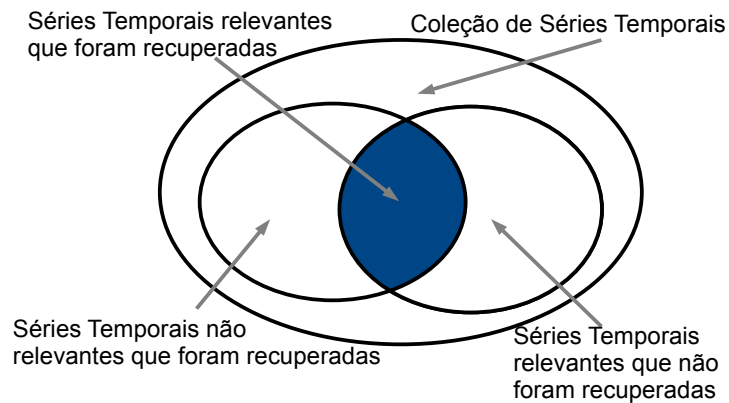 Séries Temporais relevantes
que foram recuperadas
Coleção de Séries Temporais
Séries Temporais não
relevantes que foram recuperadas
Séries Temporais
relevantes que não
foram recuperadas